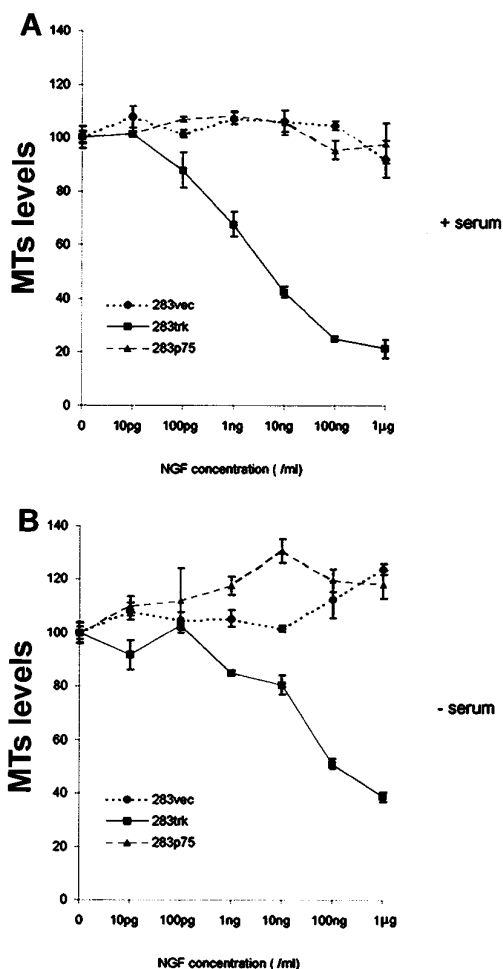 A
140
120
100
80
60
40
20
0
MTs levels
283vec
283trk
283p75
+ serum
0 10pg 100pg 1ng 10ng 100ng 1µg
NGF concentration ( /ml)
B
140
120
100
80
60
40
20
0
MTs levels
283vec
283trk
283p75
- serum
0 10pg 100pg 1ng 10ng 100ng 1µg
NGF concentration ( /ml)